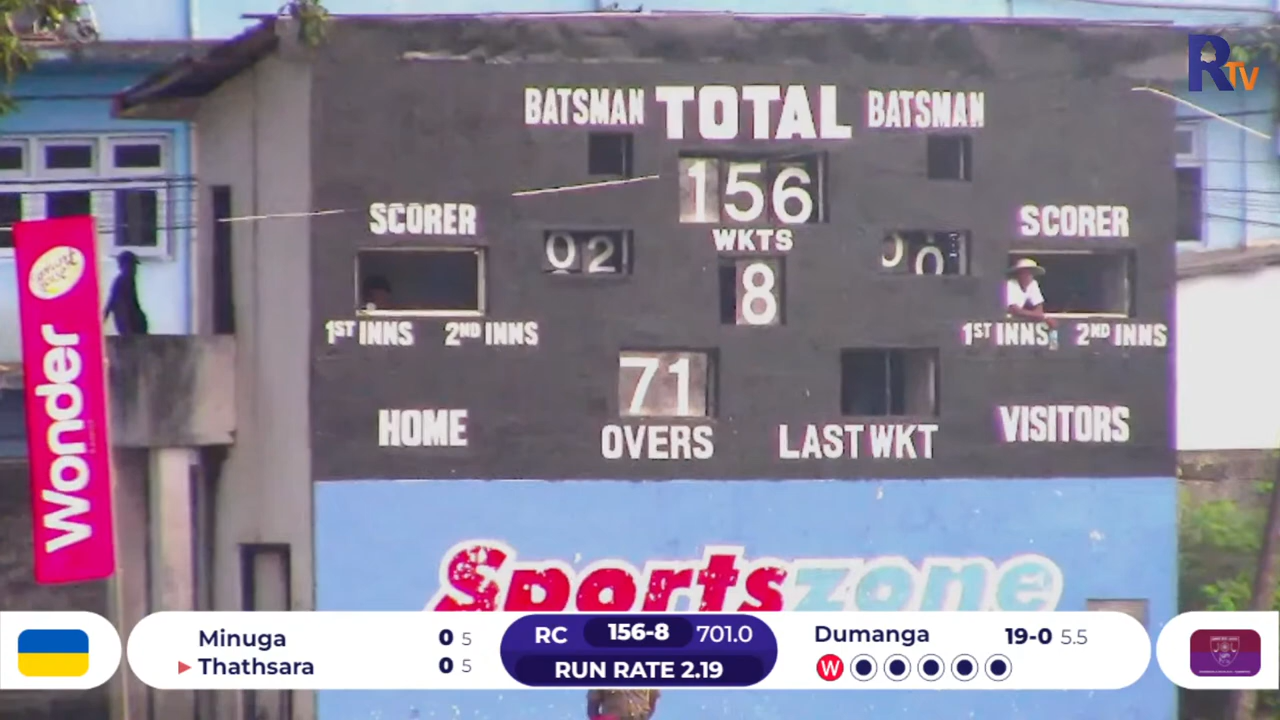 RTV
BATSMAN TOTAL BATSMAN
156
SCORER SCORER
WKTS
02 00
8
1ST INNS 2ND INNS 1ST INNS 2ND INNS
71
HOME OVERS LAST WKT VISITORS
Wonder
Sportszone
Minuga 0 5
Thathsara 0 5
RC 156-8 701.0
RUN RATE 2.19
Dumanga 19-0 5.5
W